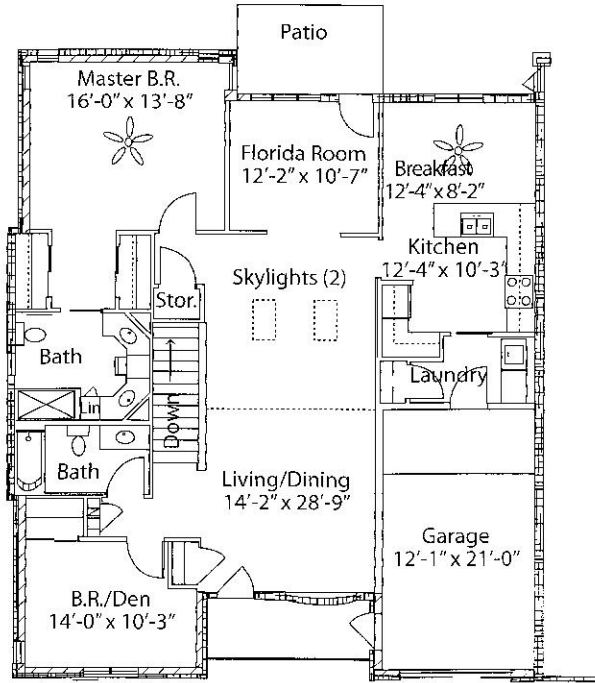 Patio
Master B.R.
16'-0" x 13'-8"
Florida Room
12'-2" x 10'-7"
Breakfast
12'-4" x 8'-2"
Kitchen
12'-4" x 10'-3"
Skylights (2)
Stor.
Bath
Lin
Down
Laundry
Bath
Living/Dining
14'-2" x 28'-9"
Garage
12'-1" x 21'-0"
B.R./Den
14'-0" x 10'-3"